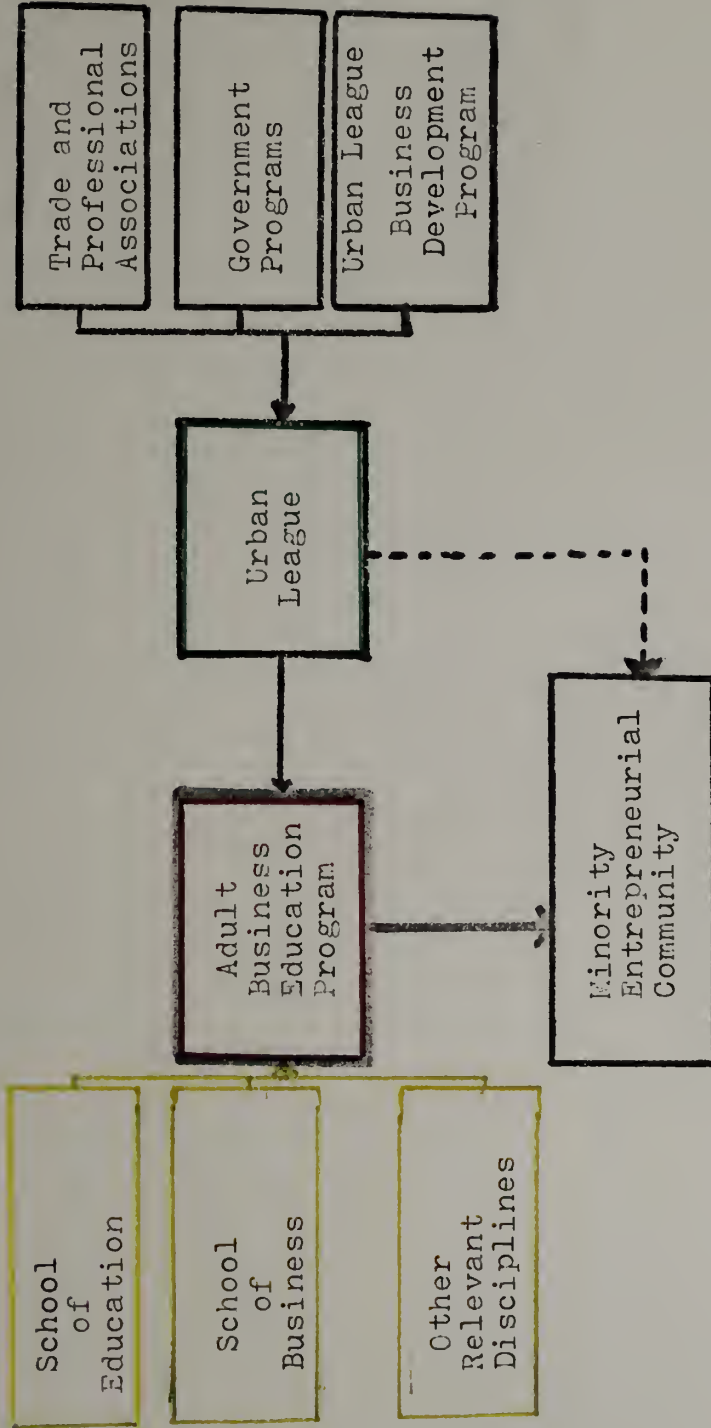 School
of
Education
School
of
Business
Other
Relevant
Disciplines
Adult
Business
Education
Program
Urban
League
Trade and
Professional
Associations
Government
Programs
Urban League
Business
Development
Program
Minority
Entrepreneurial
Community